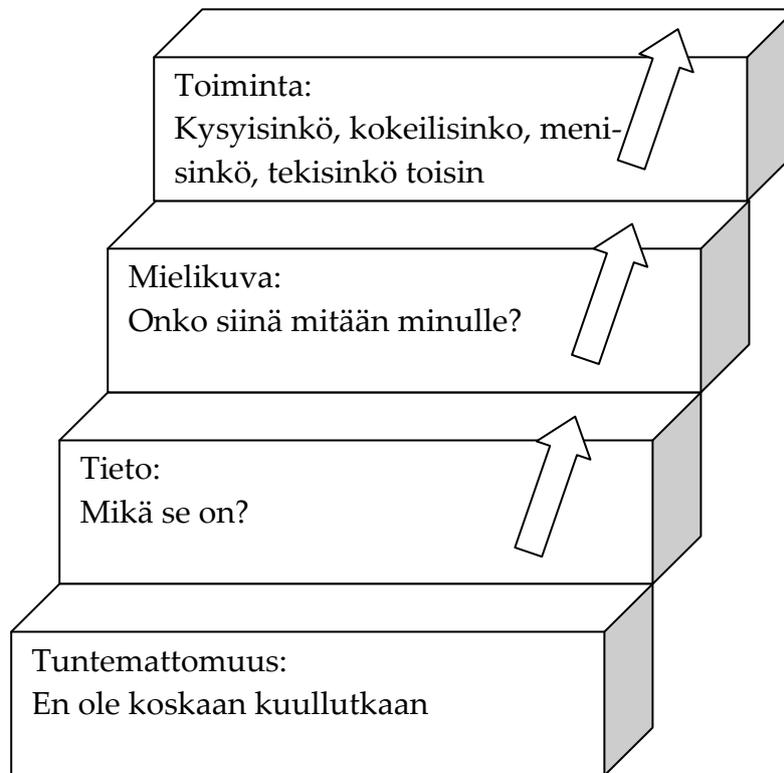 Toiminta:
Kysyisinkö, kokeilisinko, meni-
sinkö, tekisinkö toisin
Mielikuva:
Onko siinä mitään minulle?
Tieto:
Mikä se on?
Tuntemattomuus:
En ole koskaan kuullutkaan